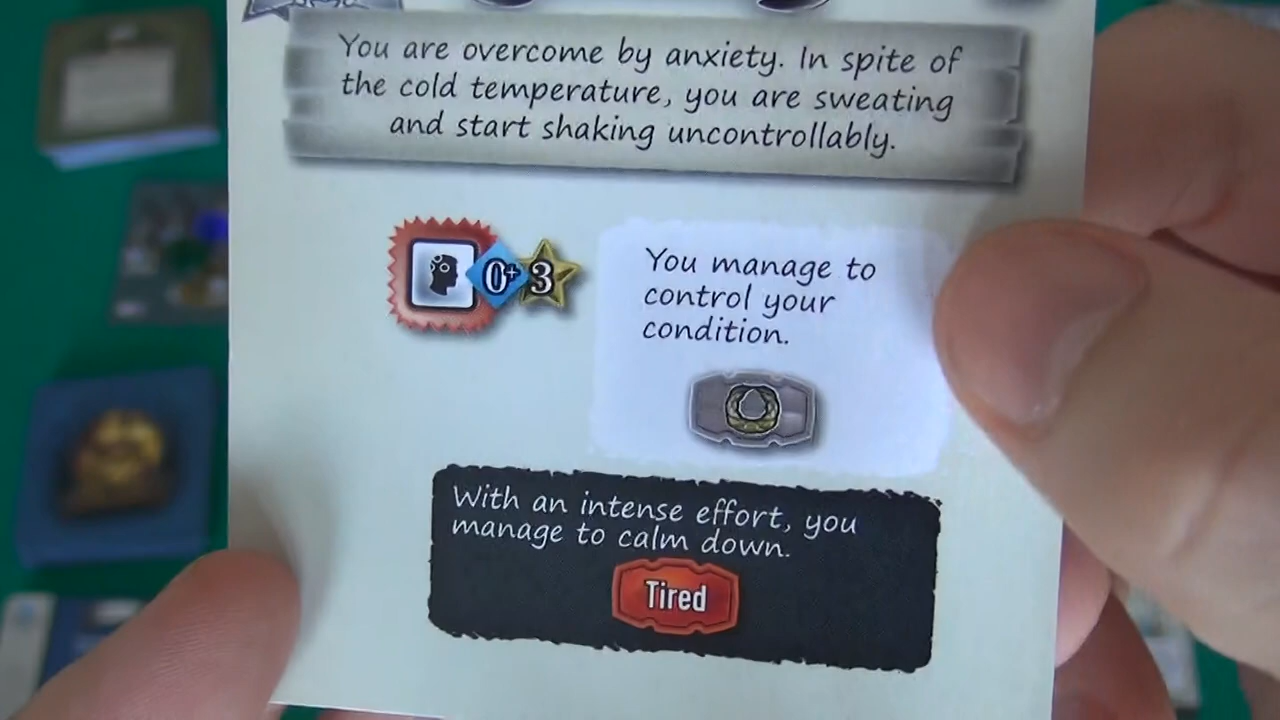 You are overcome by anxiety. In spite of
the cold temperature, you are sweating
and start shaking uncontrollably.
0+ 3
You manage to
control your
condition.
With an intense effort, you
manage to calm down.
Tired